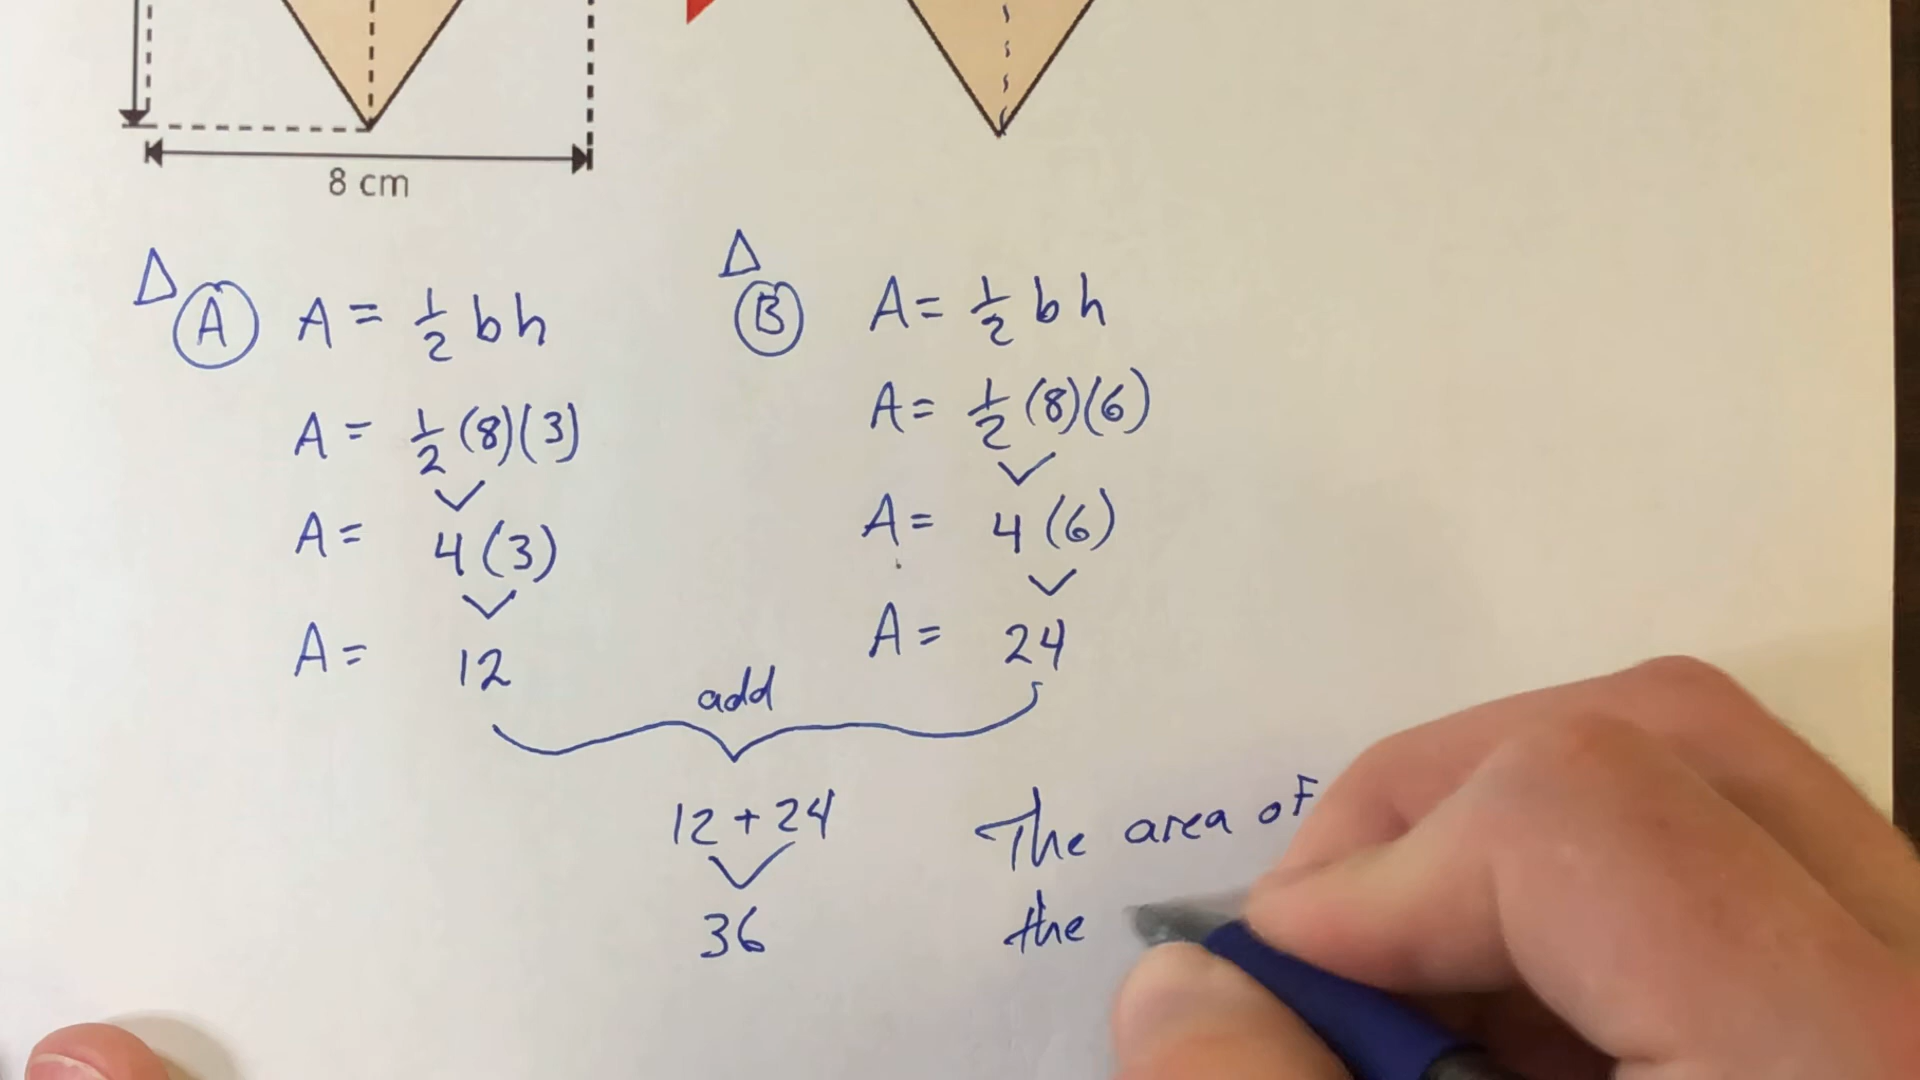 8 cm
Δ
Ⓐ A = 1/2 b h
A = 1/2 (8)(3)
A = 4 (3)
A = 12
Δ
Ⓑ A = 1/2 b h
A = 1/2 (8)(6)
A = 4 (6)
A = 24
add
12 + 24
36
The area of
the